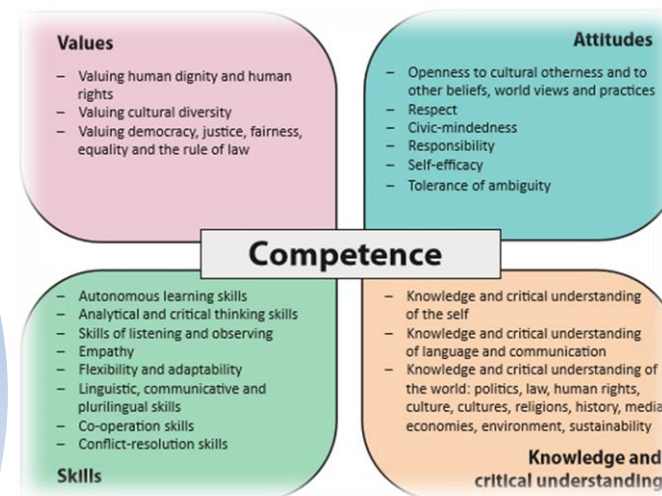 Values
– Valuing human dignity and human
rights
– Valuing cultural diversity
– Valuing democracy, justice, fairness,
equality and the rule of law
Attitudes
– Openness to cultural otherness and to
other beliefs, world views and practices
– Respect
– Civic-mindedness
– Responsibility
– Self-efficacy
– Tolerance of ambiguity
Competence
– Autonomous learning skills
– Analytical and critical thinking skills
– Skills of listening and observing
– Empathy
– Flexibility and adaptability
– Linguistic, communicative and
plurilingual skills
– Co-operation skills
– Conflict-resolution skills
Skills
– Knowledge and critical understanding
of the self
– Knowledge and critical understanding
of language and communication
– Knowledge and critical understanding of
the world: politics, law, human rights,
culture, cultures, religions, history, media,
economies, environment, sustainability
Knowledge and
critical understanding